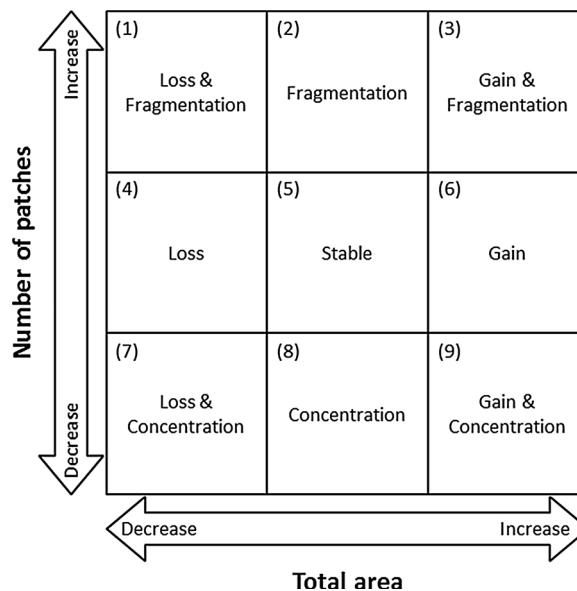 (1)
Loss &
Fragmentation
(2)
Fragmentation
(3)
Gain &
Fragmentation
(4)
Loss
(5)
Stable
(6)
Gain
(7)
Loss &
Concentration
(8)
Concentration
(9)
Gain &
Concentration
Number of patches
Increase
Decrease
Decrease
Increase
Total area